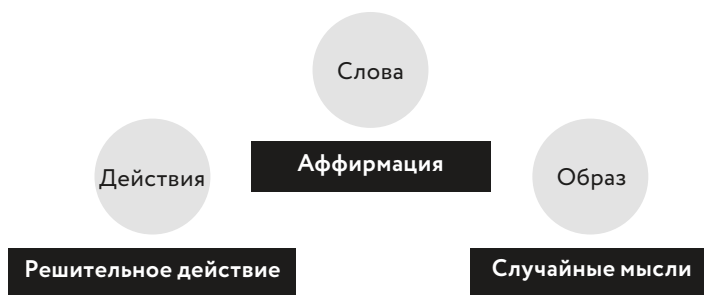 Слова
Аффирмация
Действия
Образ
Решительное действие
Случайные мысли